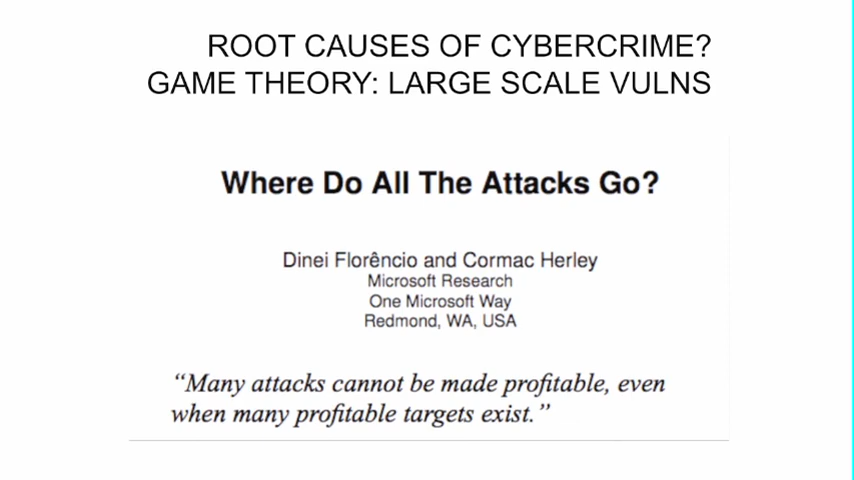 ROOT CAUSES OF CYBERCRIME?
GAME THEORY: LARGE SCALE VULNS
Where Do All The Attacks Go?
Dinei Florêncio and Cormac Herley
Microsoft Research
One Microsoft Way
Redmond, WA, USA
“Many attacks cannot be made profitable, even
when many profitable targets exist.”